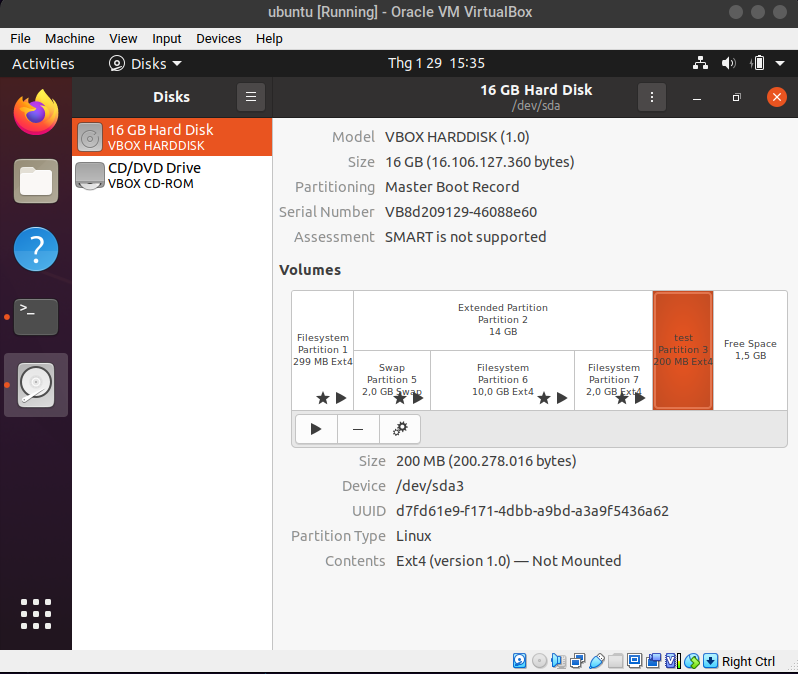 ubuntu [Running] - Oracle VM VirtualBox
File Machine View Input Devices Help
Activities Disks Thg 1 29 15:35
Disks
16 GB Hard Disk
/dev/sda
16 GB Hard Disk
VBOX HARDDISK
CD/DVD Drive
VBOX CD-ROM
Model VBOX HARDDISK (1.0)
Size 16 GB (16.106.127.360 bytes)
Partitioning Master Boot Record
Serial Number VB8d209129-46088e60
Assessment SMART is not supported
Volumes
Filesystem
Partition 1
299 MB Ext4
Extended Partition
Partition 2
14 GB
Swap
Partition 5
2,0 GB Swap
Filesystem
Partition 6
10,0 GB Ext4
Filesystem
Partition 7
2,0 GB Ext4
test
Partition 3
200 MB Ext4
Free Space
1,5 GB
Size 200 MB (200.278.016 bytes)
Device /dev/sda3
UUID d7fd61e9-f171-4dbb-a9bd-a3a9f5436a62
Partition Type Linux
Contents Ext4 (version 1.0) — Not Mounted
Right Ctrl